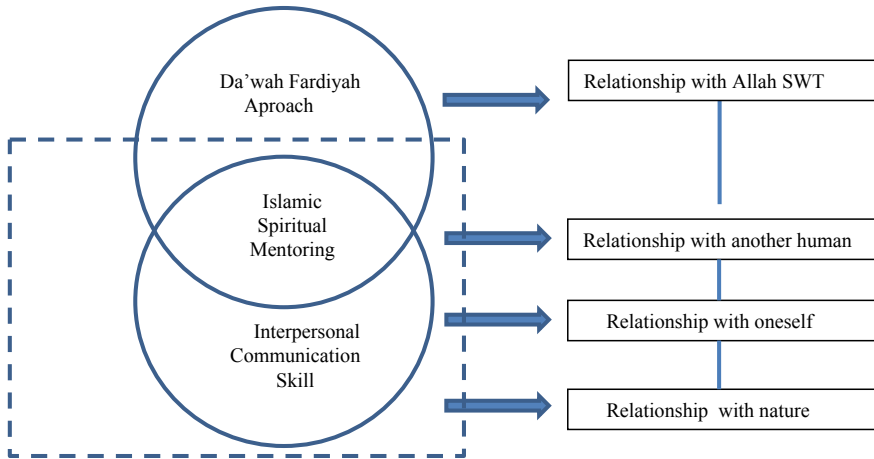 Da’wah Fardiyah
Aproach
Relationship with Allah SWT
Islamic
Spiritual
Mentoring
Relationship with another human
Interpersonal
Communication
Skill
Relationship with oneself
Relationship with nature